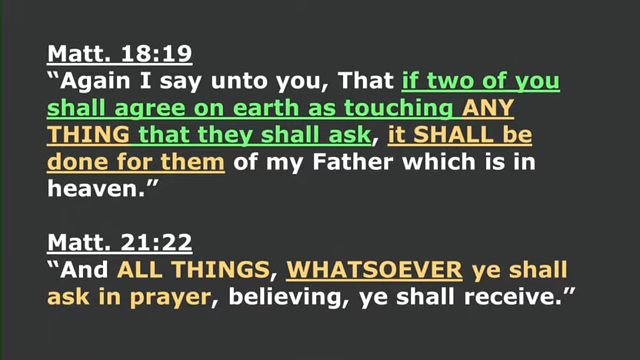 Matt. 18:19
“Again I say unto you, That if two of you
shall agree on earth as touching ANY
THING that they shall ask, it SHALL be
done for them of my Father which is in
heaven.”
Matt. 21:22
“And ALL THINGS, WHATSOEVER ye shall
ask in prayer, believing, ye shall receive.”